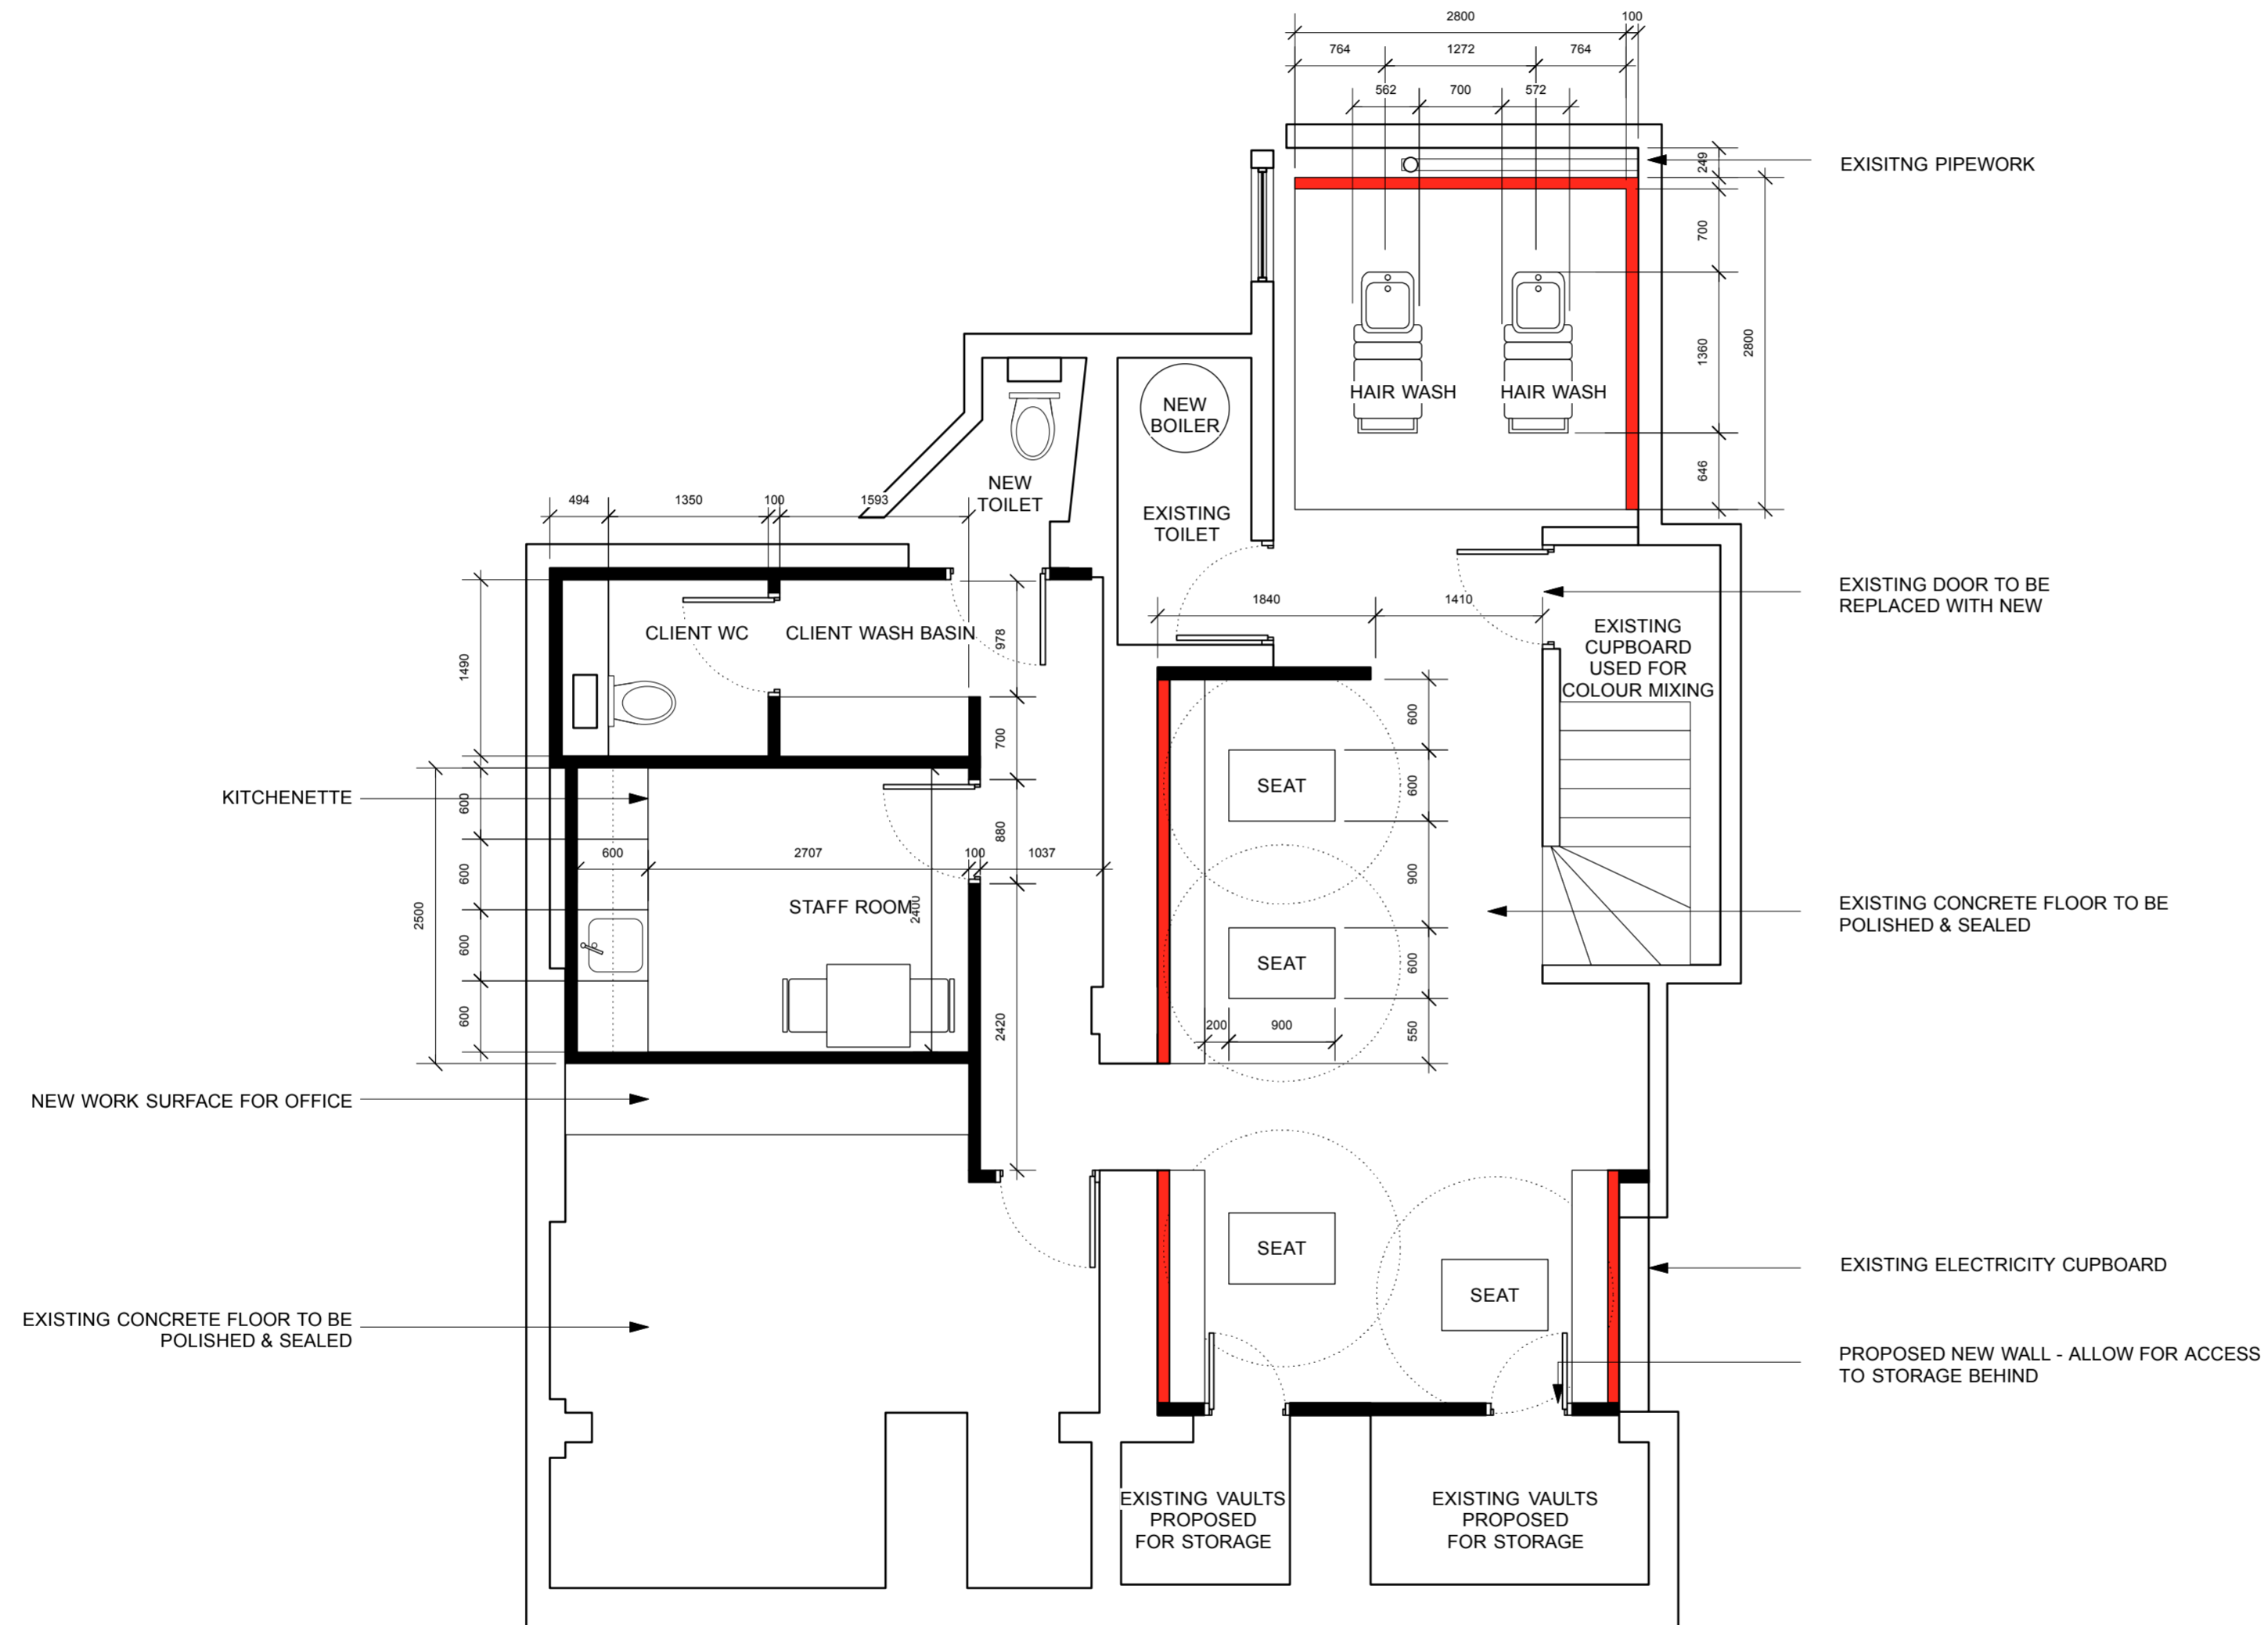 2800 100
764 1272 764
562 700 572
EXISITNG PIPEWORK
249
700
1360
2800
646
HAIR WASH HAIR WASH
NEW
BOILER
NEW
TOILET
EXISTING
TOILET
494 1350 100 1593
1490
CLIENT WC CLIENT WASH BASIN
978
700
880
2420
1840 1410
EXISTING DOOR TO BE
REPLACED WITH NEW
EXISTING
CUPBOARD
USED FOR
COLOUR MIXING
KITCHENETTE
600
600
600
600
2500
600 2707 100 1037
STAFF ROOM
2400
SEAT
SEAT
600
600
900
600
550
200 900
EXISTING CONCRETE FLOOR TO BE
POLISHED & SEALED
NEW WORK SURFACE FOR OFFICE
SEAT
SEAT
EXISTING ELECTRICITY CUPBOARD
EXISTING CONCRETE FLOOR TO BE
POLISHED & SEALED
PROPOSED NEW WALL - ALLOW FOR ACCESS
TO STORAGE BEHIND
EXISTING VAULTS
PROPOSED
FOR STORAGE
EXISTING VAULTS
PROPOSED
FOR STORAGE